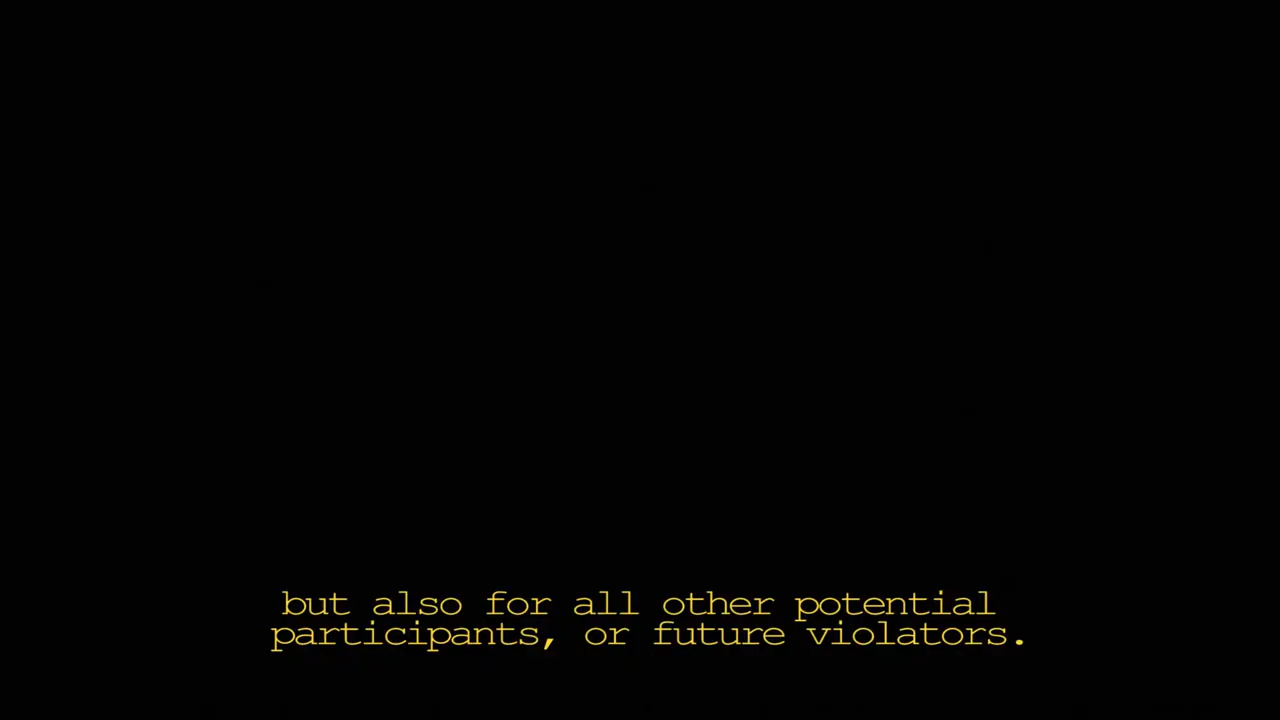 but also for all other potential
participants, or future violators.